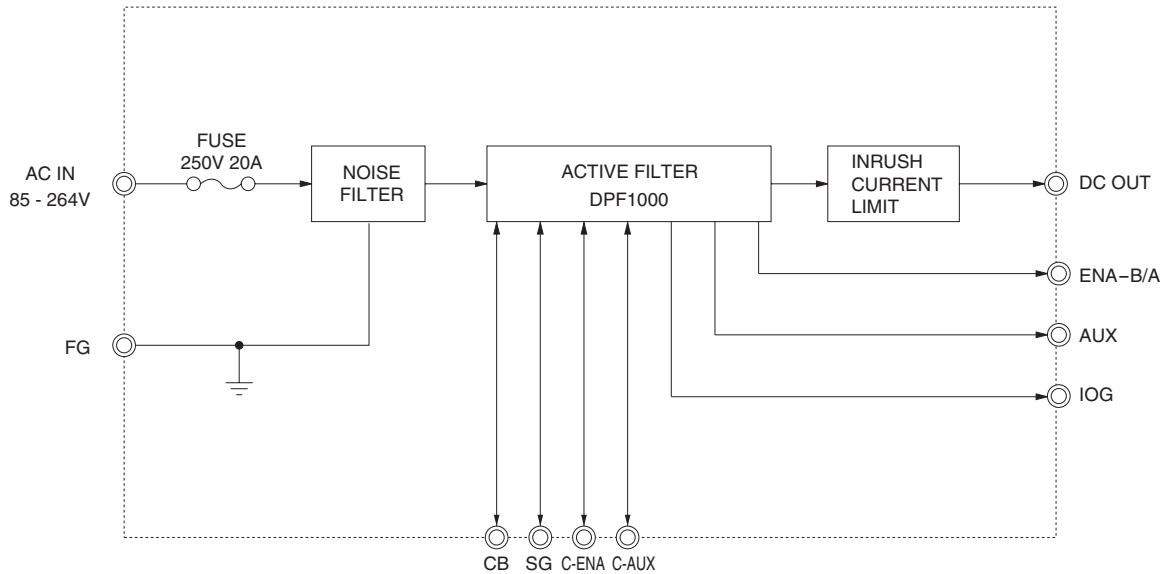 FUSE
250V 20A
AC IN
85 - 264V
NOISE
FILTER
ACTIVE FILTER
DPF1000
INRUSH
CURRENT
LIMIT
DC OUT
ENA−B/A
FG
AUX
IOG
CB
SG
C-ENA
C-AUX